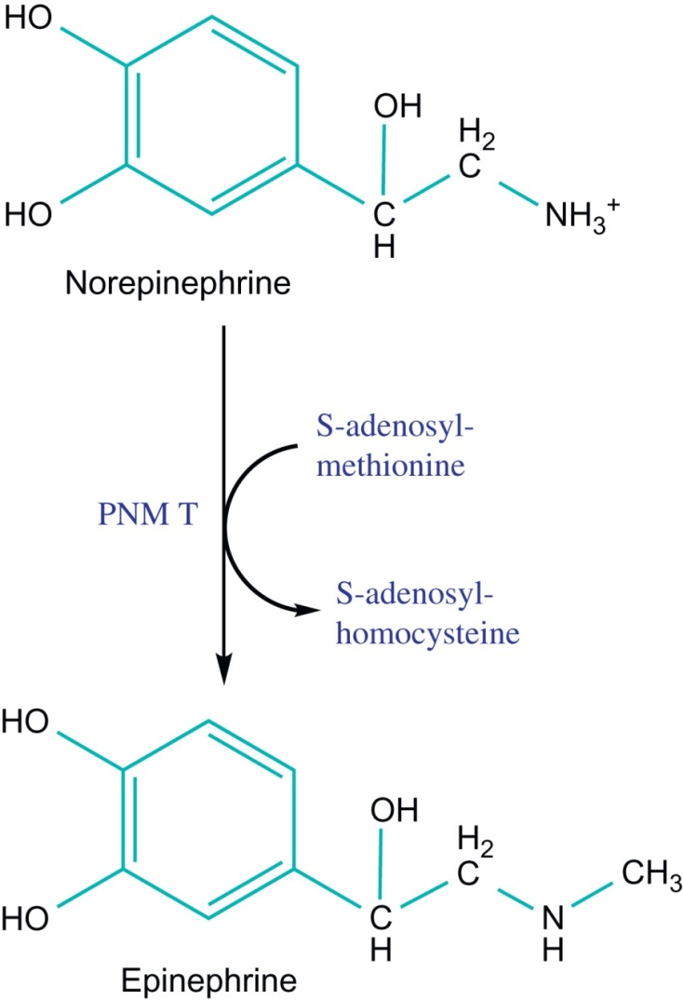 HO
OH
H2
C
HO
C
H
NH3+
Norepinephrine
S-adenosyl-
methionine
PNM T
S-adenosyl-
homocysteine
HO
OH
H2
C
CH3
HO
C
H
N
H
Epinephrine